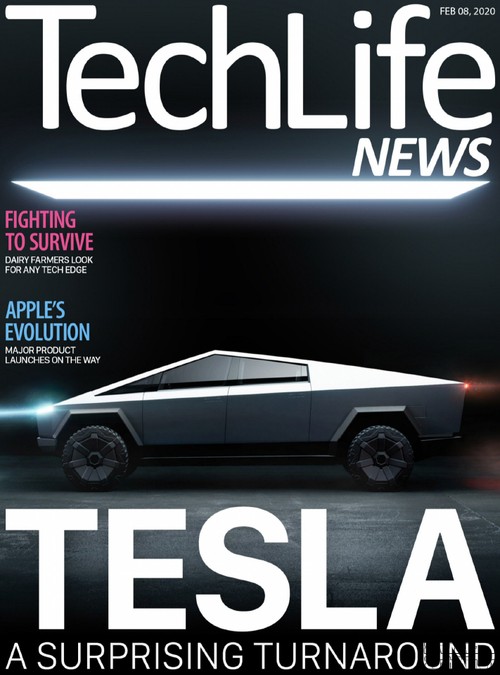 FEB 08, 2020
TechLife
NEWS
FIGHTING
TO SURVIVE
DAIRY FARMERS LOOK
FOR ANY TECH EDGE
APPLE'S
EVOLUTION
MAJOR PRODUCT
LAUNCHES ON THE WAY
TESLA
A SURPRISING TURNAROUND